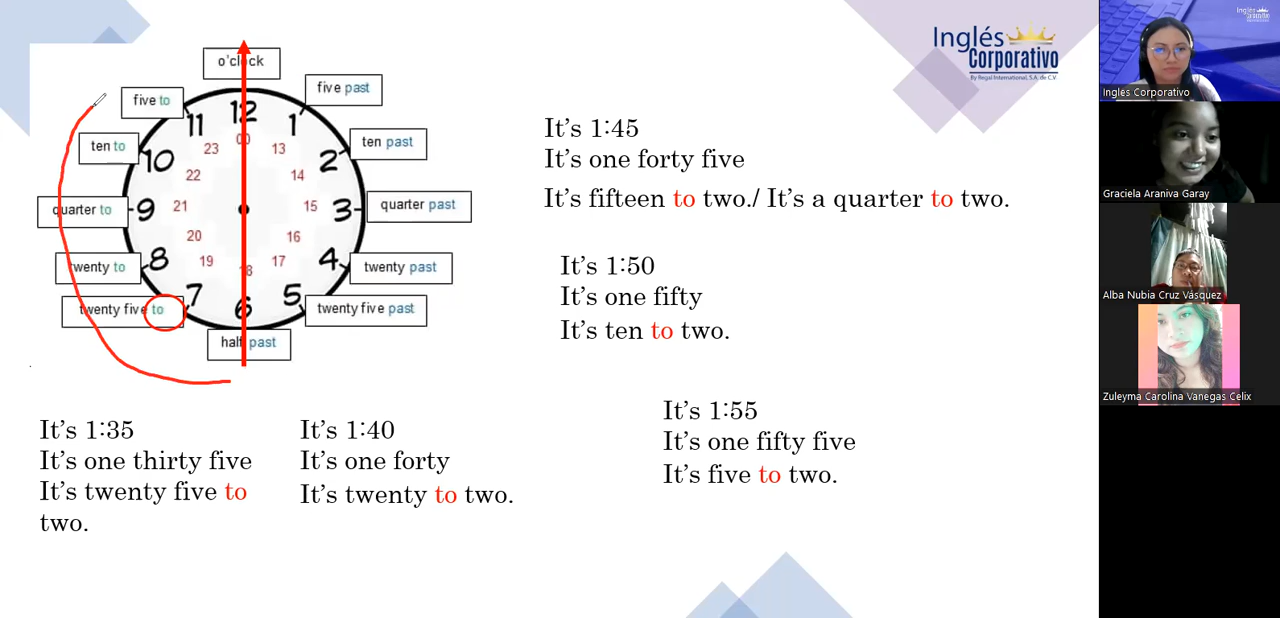 o'clock
five to
five past
ten to
ten past
quarter to
quarter past
twenty to
twenty past
twenty five to
twenty five past
half past
12
11
1
10
2
9
3
8
4
7
5
6
00
23
13
22
14
21
15
20
16
19
17
18
Inglés
Corporativo
By Regal International, S.A. de C.V.
It's 1:45
It's one forty five
It's fifteen to two./ It's a quarter to two.
It's 1:50
It's one fifty
It's ten to two.
It's 1:35
It's one thirty five
It's twenty five to
two.
It's 1:40
It's one forty
It's twenty to two.
It's 1:55
It's one fifty five
It's five to two.
Inglés
Corporativo
Ingles Corporativo
Graciela Araniva Garay
Alba Nubia Cruz Vásquez
Zuleyma Carolina Vanegas Celix